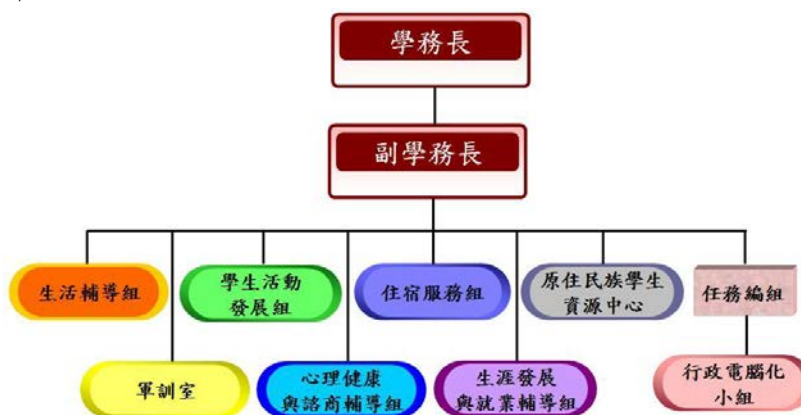 學務長
副學務長
生活輔導組
學生活動
發展組
住宿服務組
原住民族學生
資源中心
任務編組
軍訓室
心理健康
與諮商輔導組
生涯發展
與就業輔導組
行政電腦化
小組